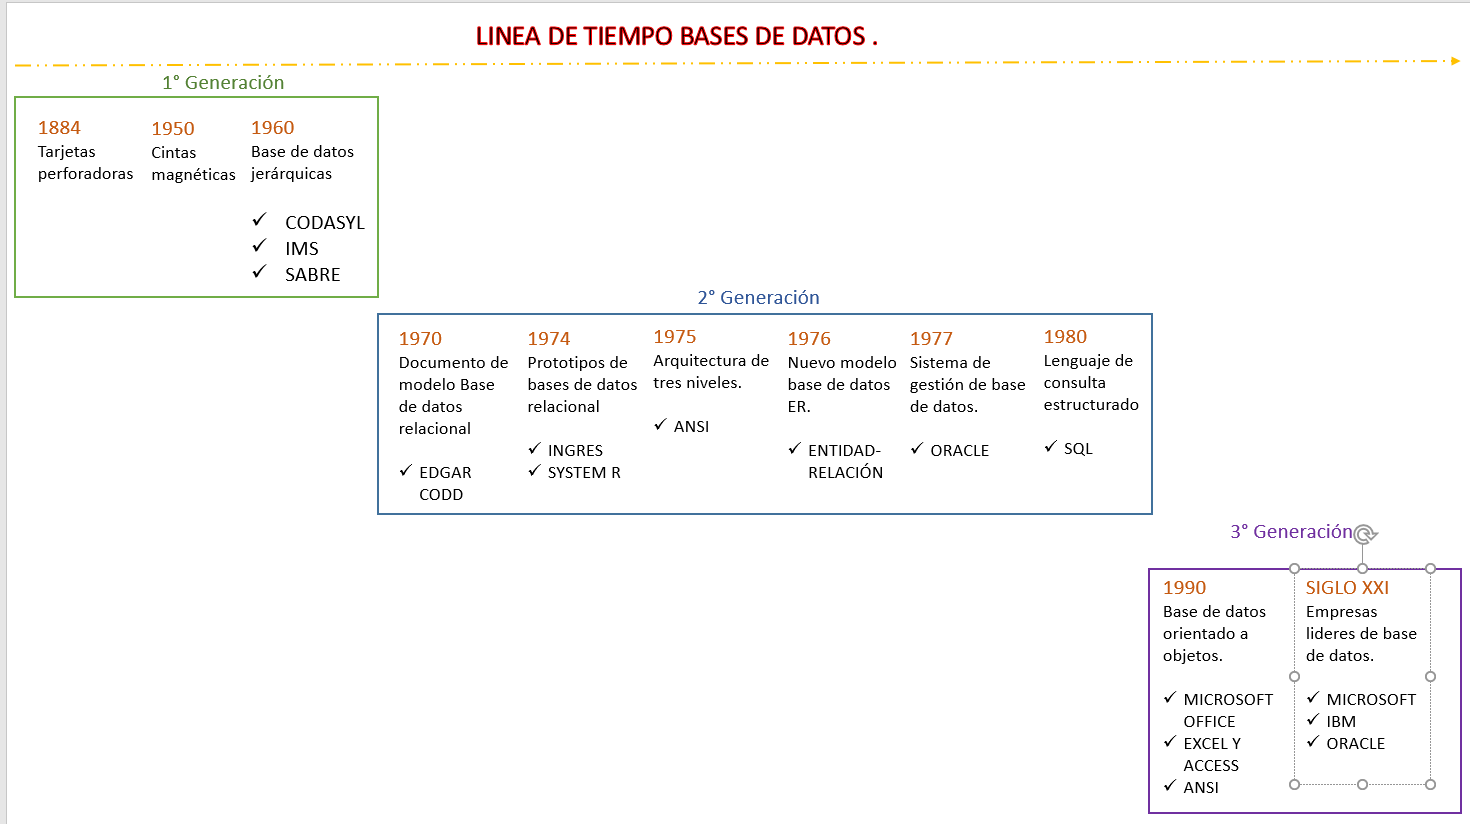 LINEA DE TIEMPO BASES DE DATOS .
1° Generación
1884
Tarjetas
perforadoras
1950
Cintas
magnéticas
1960
Base de datos
jerárquicas
✓ CODASYL
✓ IMS
✓ SABRE
2° Generación
1970
Documento de
modelo Base
de datos
relacional
✓ EDGAR
CODD
1974
Prototipos de
bases de datos
relacional
✓ INGRES
✓ SYSTEM R
1975
Arquitectura de
tres niveles.
✓ ANSI
1976
Nuevo modelo
base de datos
ER.
✓ ENTIDAD-
RELACIÓN
1977
Sistema de
gestión de base
de datos.
✓ ORACLE
1980
Lenguaje de
consulta
estructurado
✓ SQL
3° Generación
1990
Base de datos
orientado a
objetos.
✓ MICROSOFT
OFFICE
✓ EXCEL Y
ACCESS
✓ ANSI
SIGLO XXI
Empresas
lideres de base
de datos.
✓ MICROSOFT
✓ IBM
✓ ORACLE